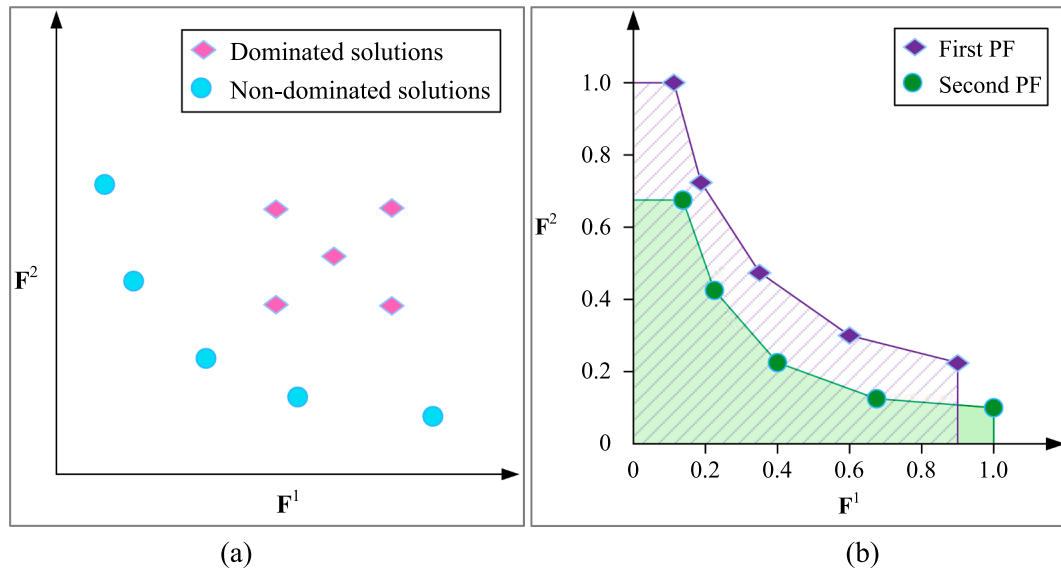 Dominated solutions
Non-dominated solutions
F²
F¹
(a)
First PF
Second PF
1.0
0.8
0.6
F²
0.4
0.2
0
0 0.2 0.4 0.6 0.8 1.0
F¹
(b)